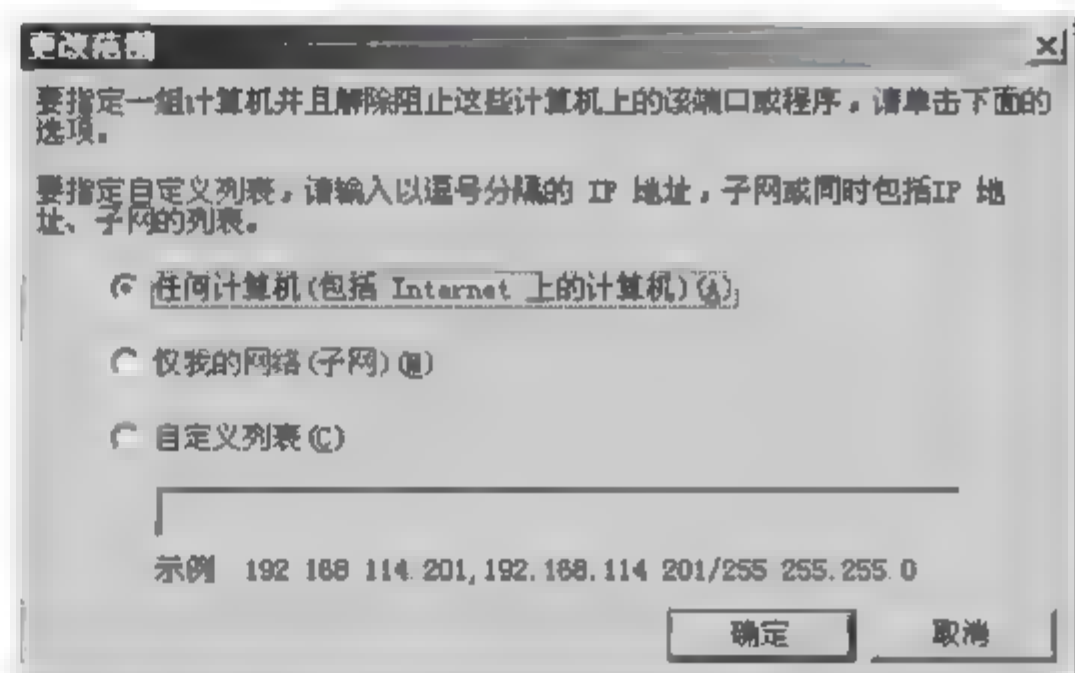 更改范围
要指定一组计算机并且解除阻止这些计算机上的该端口或程序，请单击下面的
选项。
要指定自定义列表，请输入以逗号分隔的 IP 地址，子网或同时包括IP 地
址、子网的列表。
任何计算机(包括 Internet 上的计算机)(A)
仅我的网络(子网)(N)
自定义列表(C)
示例 192 168 114.201,192.168.114 201/255 255.255 0
确定
取消